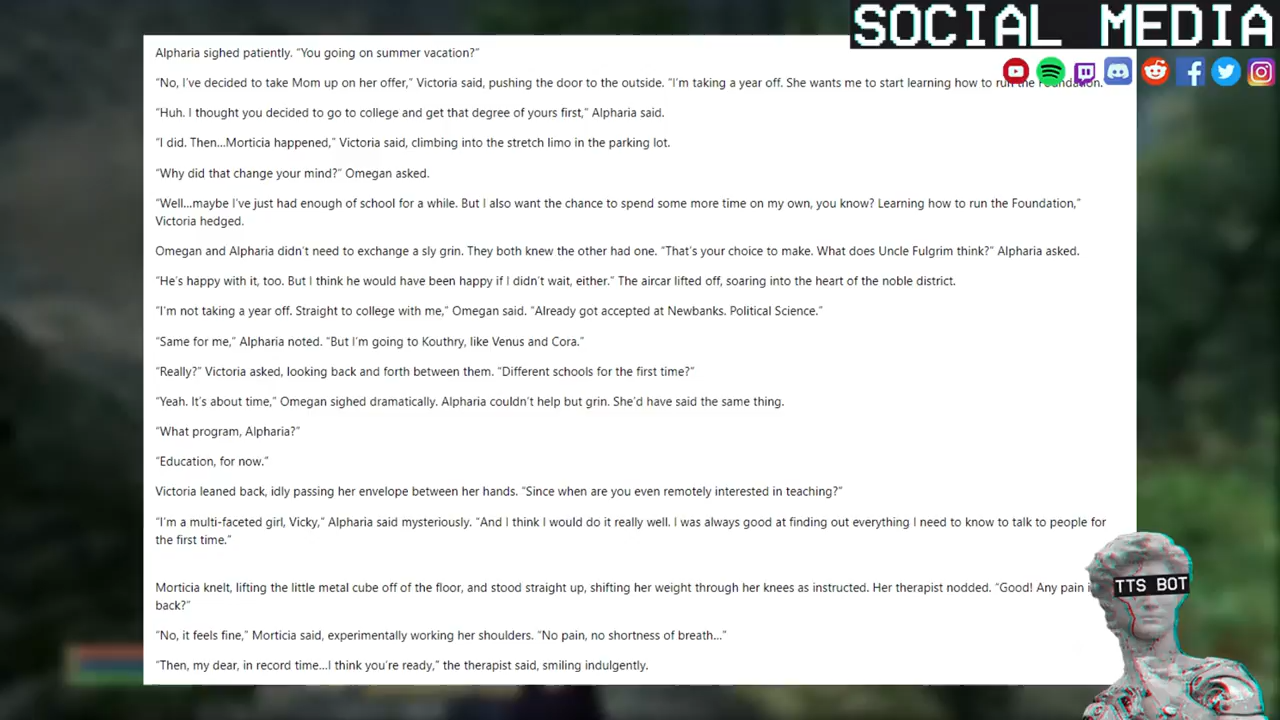 SOCIAL MEDIA
Alpharia sighed patiently. “You going on summer vacation?”
“No, I’ve decided to take Mom up on her offer,” Victoria said, pushing the door to the outside. “I’m taking a year off. She wants me to start learning how to run the Foundation.
“Huh. I thought you decided to go to college and get that degree of yours first,” Alpharia said.
“I did. Then…Morticia happened,” Victoria said, climbing into the stretch limo in the parking lot.
“Why did that change your mind?” Omegan asked.
“Well…maybe I’ve just had enough of school for a while. But I also want the chance to spend some more time on my own, you know? Learning how to run the Foundation,”
Victoria hedged.
Omegan and Alpharia didn’t need to exchange a sly grin. They both knew the other had one. “That’s your choice to make. What does Uncle Fulgrim think?” Alpharia asked.
“He’s happy with it, too. But I think he would have been happy if I didn’t wait, either.” The aircar lifted off, soaring into the heart of the noble district.
“I’m not taking a year off. Straight to college with me,” Omegan said. “Already got accepted at Newbanks. Political Science.”
“Same for me,” Alpharia noted. “But I’m going to Kouthry, like Venus and Cora.”
“Really?” Victoria asked, looking back and forth between them. “Different schools for the first time?”
“Yeah. It’s about time,” Omegan sighed dramatically. Alpharia couldn’t help but grin. She’d have said the same thing.
“What program, Alpharia?”
“Education, for now.”
Victoria leaned back, idly passing her envelope between her hands. “Since when are you even remotely interested in teaching?”
“I’m a multi-faceted girl, Vicky,” Alpharia said mysteriously. “And I think I would do it really well. I was always good at finding out everything I need to know to talk to people for
the first time.”
Morticia knelt, lifting the little metal cube off of the floor, and stood straight up, shifting her weight through her knees as instructed. Her therapist nodded. “Good! Any pain
back?”
“No, it feels fine,” Morticia said, experimentally working her shoulders. “No pain, no shortness of breath…”
“Then, my dear, in record time…I think you’re ready,” the therapist said, smiling indulgently.
TTS BOT